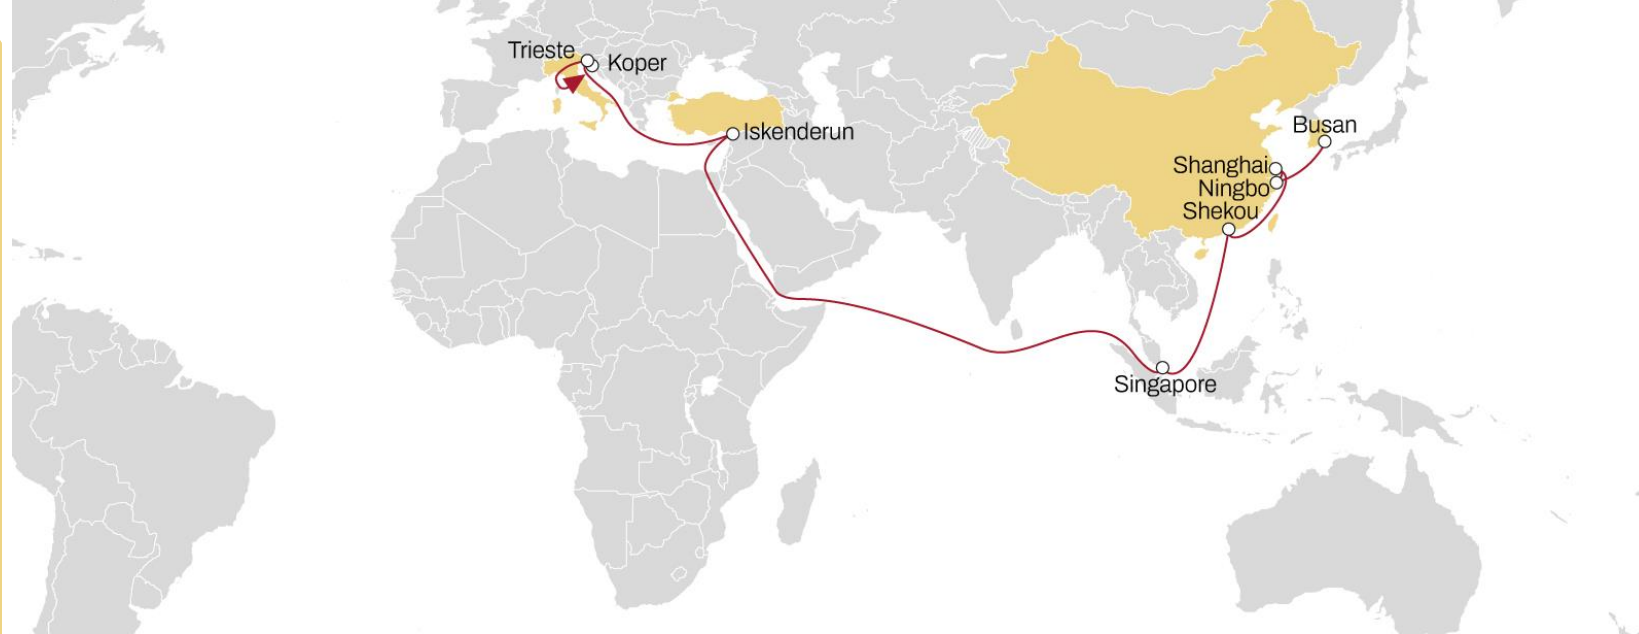 Trieste
Koper
Iskenderun
Busan
Shanghai
Ningbo
Shekou
Singapore